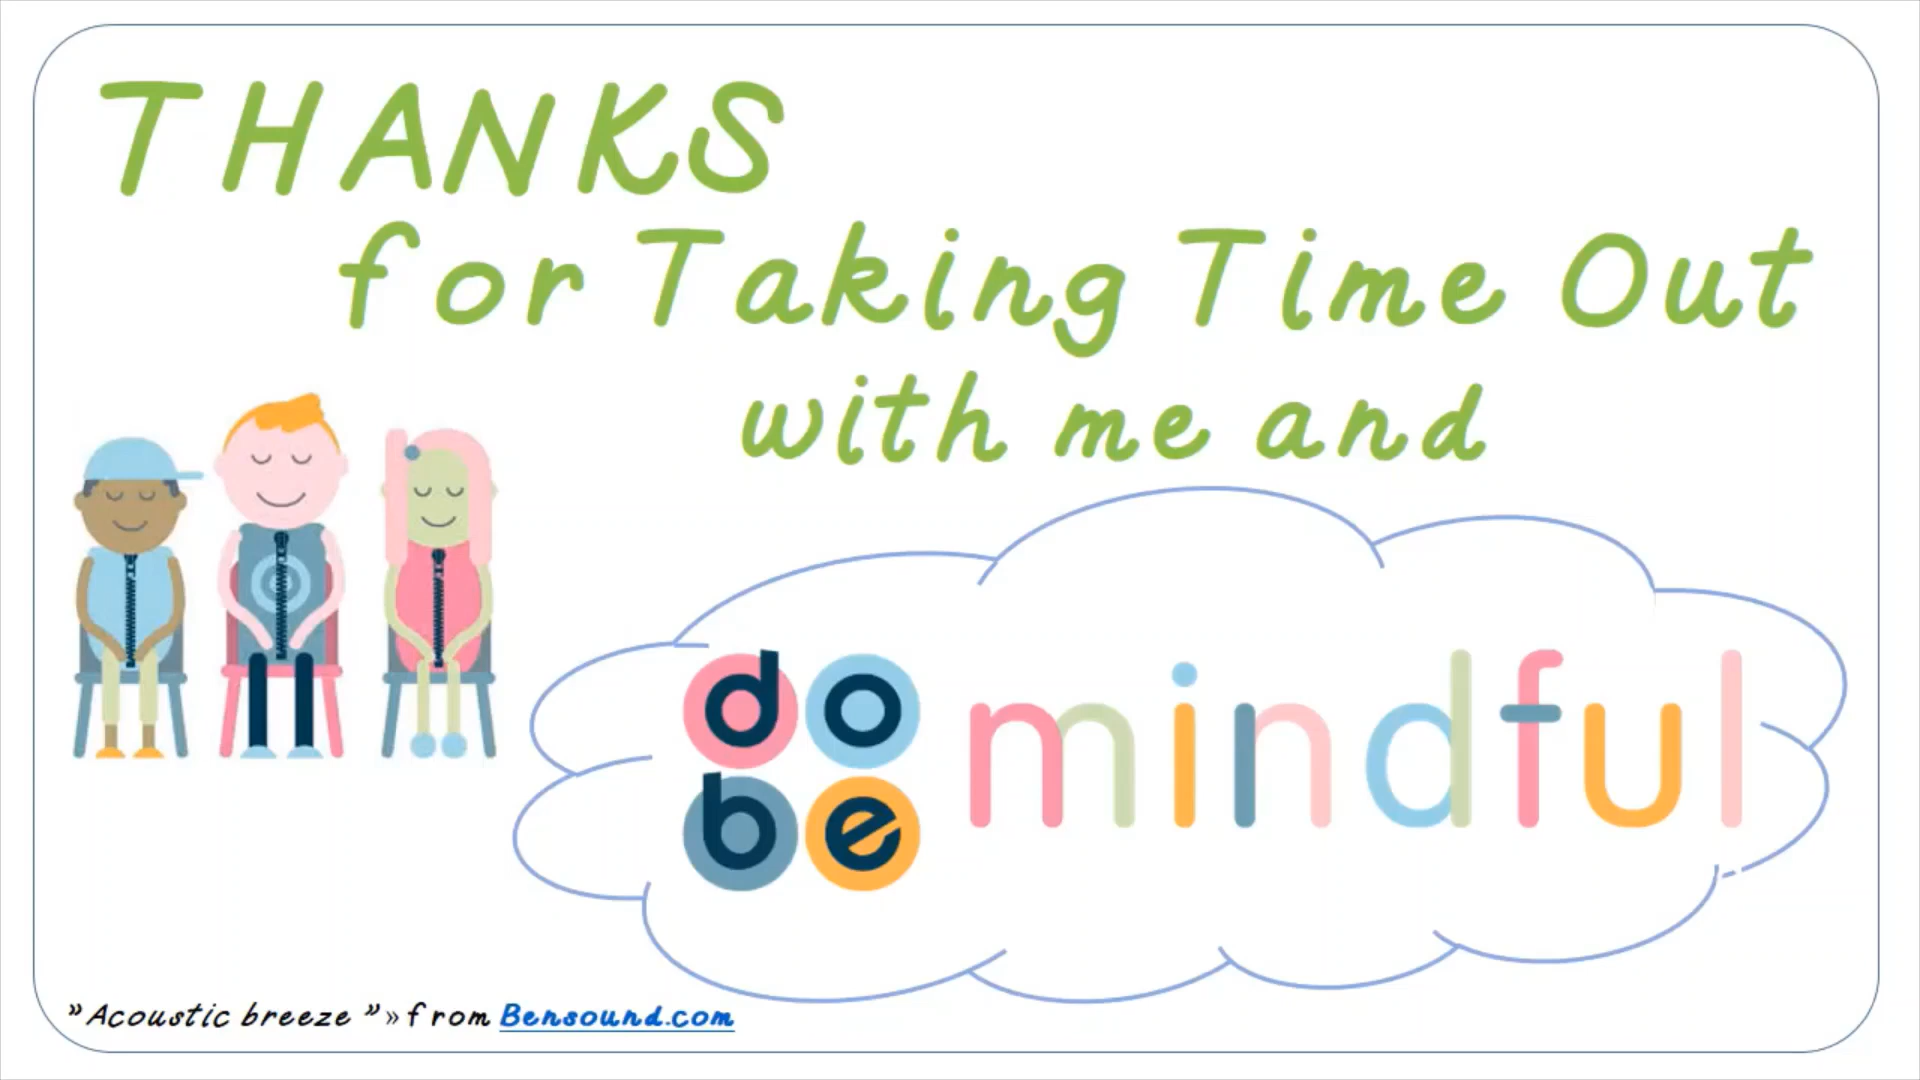 THANKS
for Taking Time Out
with me and
do
be
mindful
"Acoustic breeze "» from Bensound.com